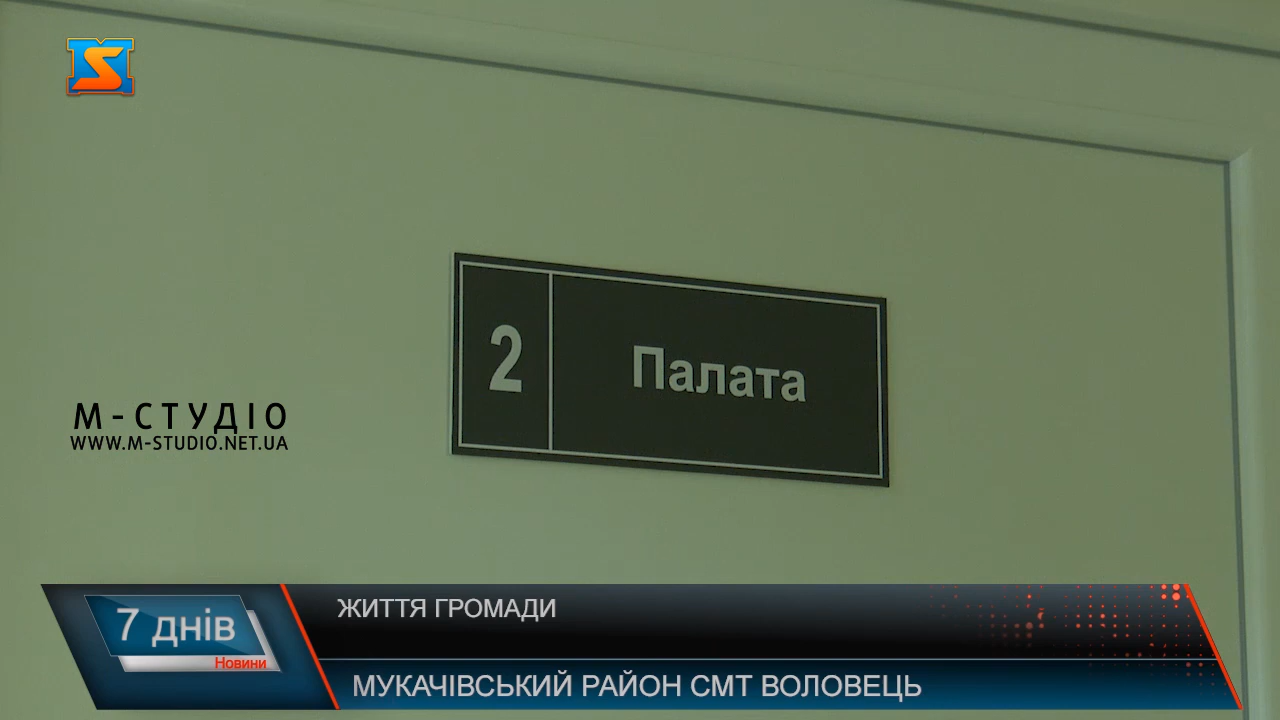 2 Палата
М-СТУДІО
WWW.M-STUDIO.NET.UA
7 днів
Новини
ЖИТТЯ ГРОМАДИ
МУКАЧІВСЬКИЙ РАЙОН СМТ ВОЛОВЕЦЬ